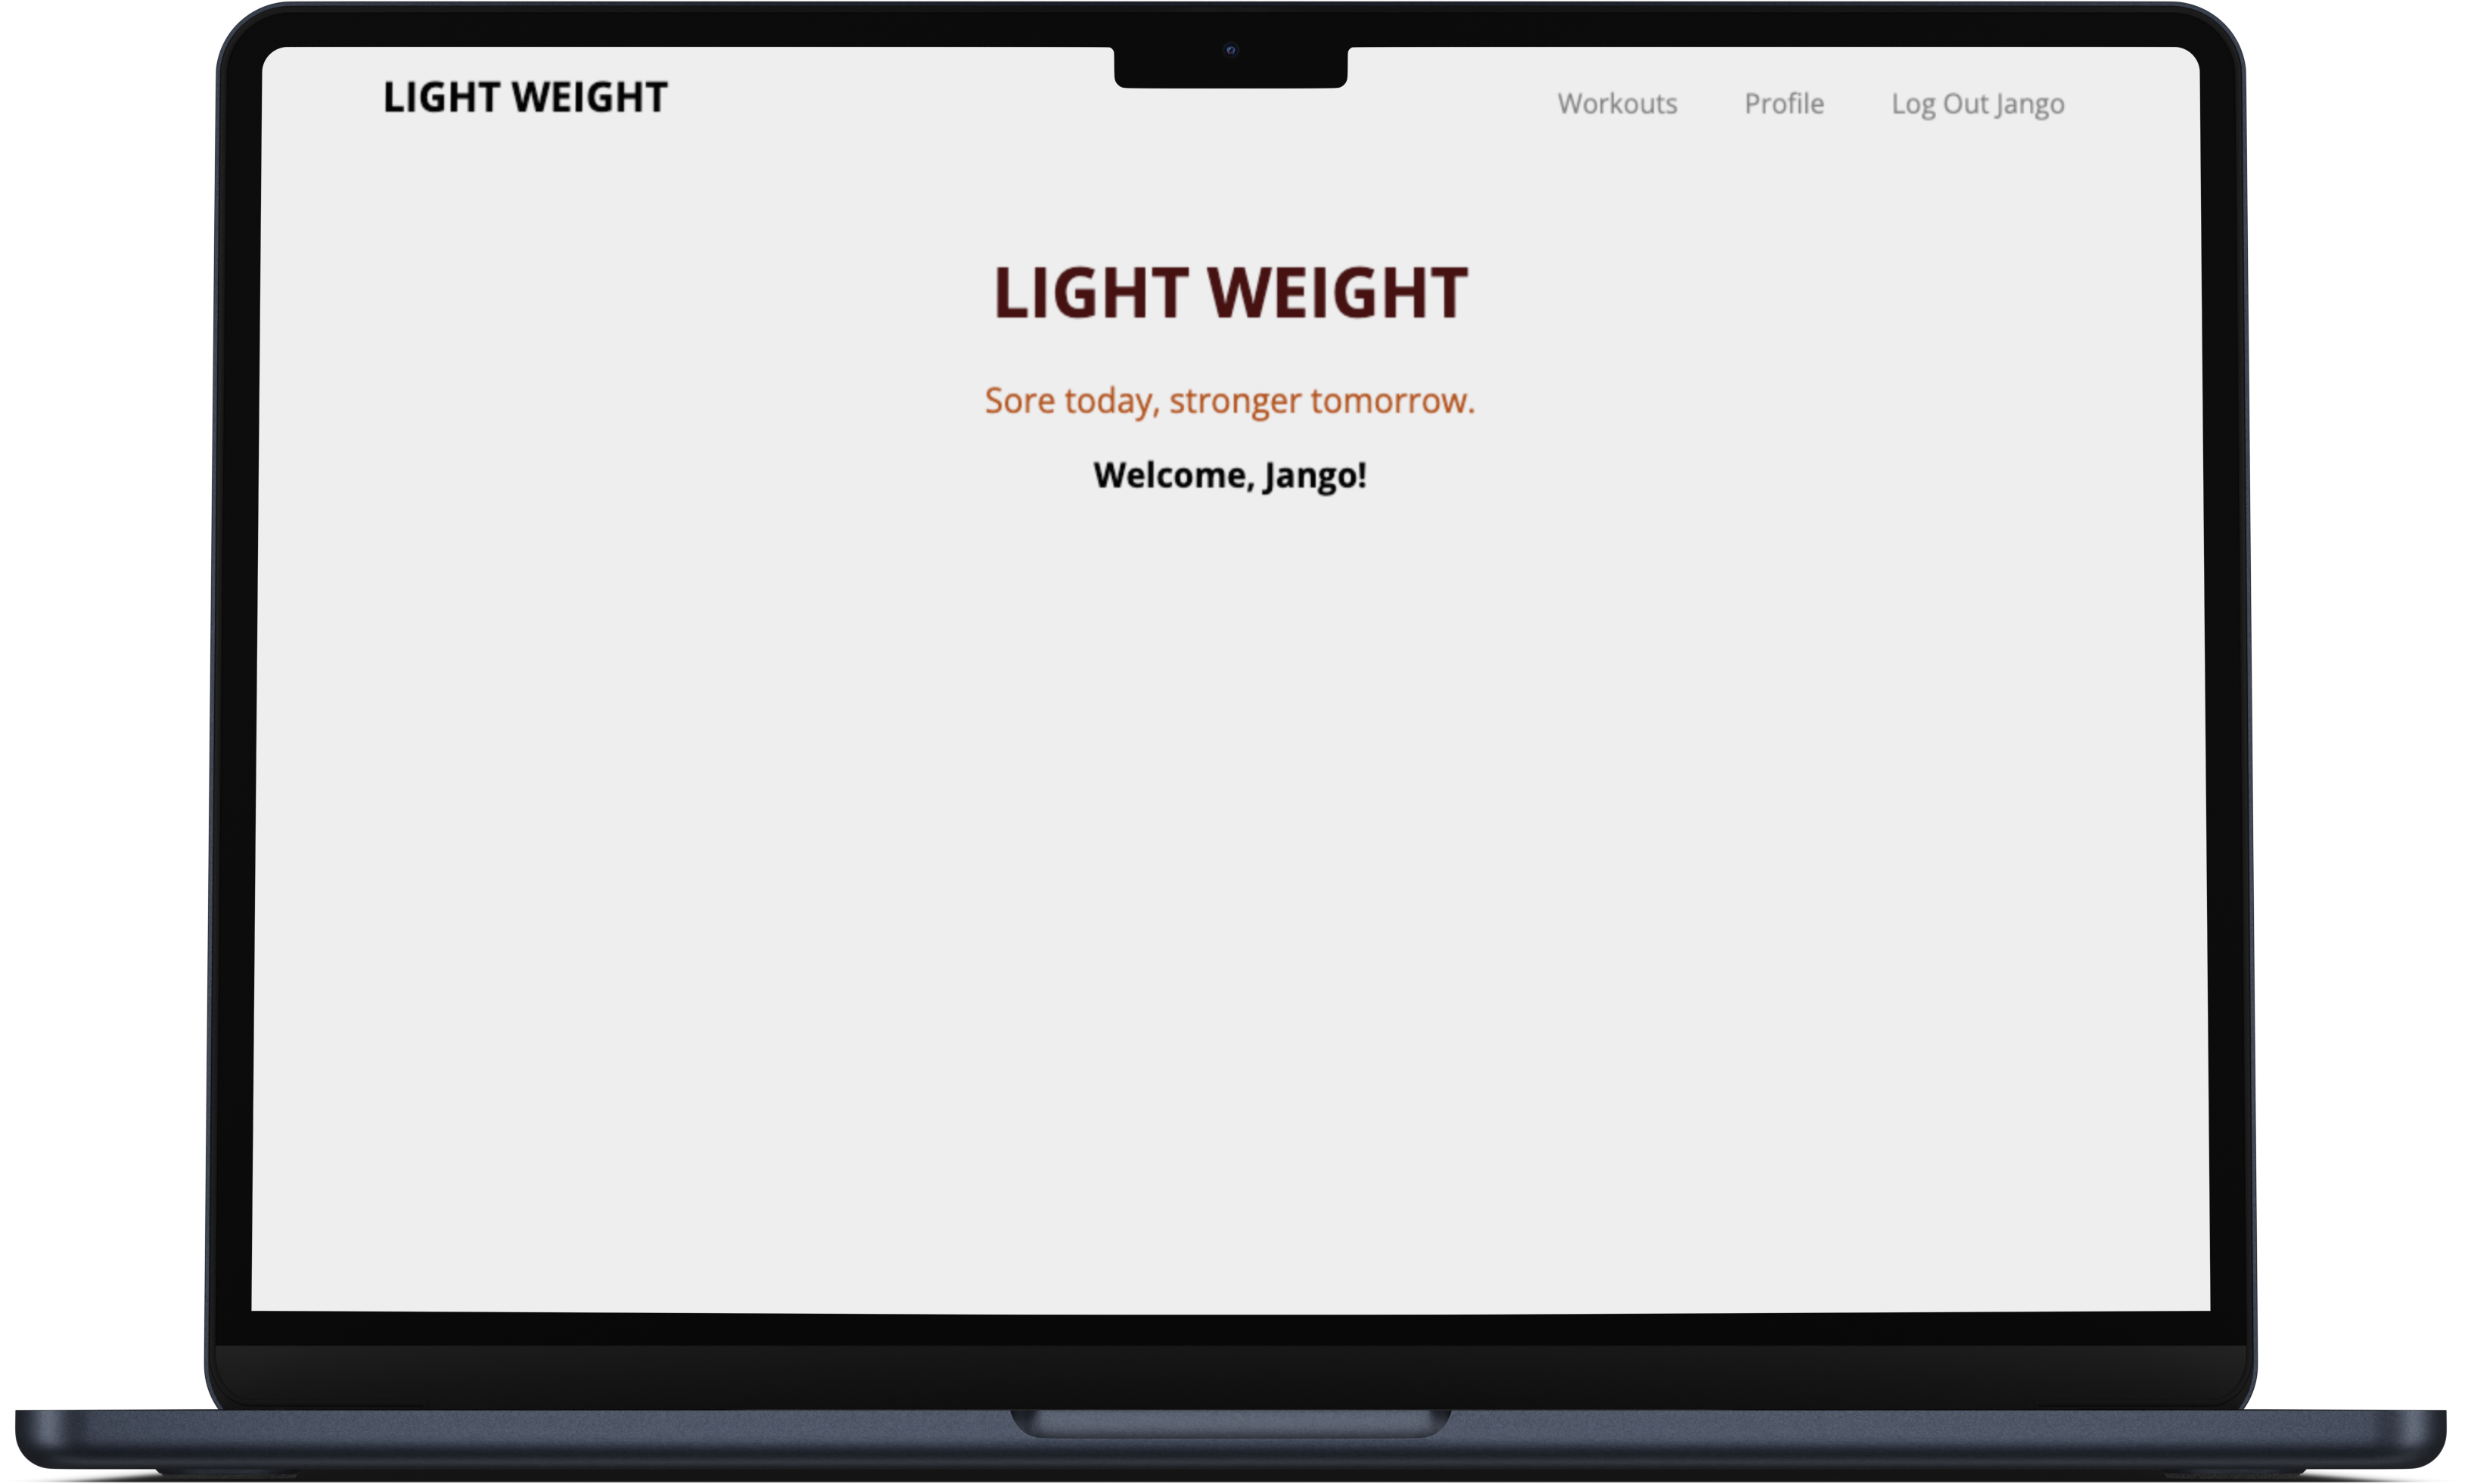 LIGHT WEIGHT
Workouts Profile Log Out Jango
LIGHT WEIGHT
Sore today, stronger tomorrow.
Welcome, Jango!